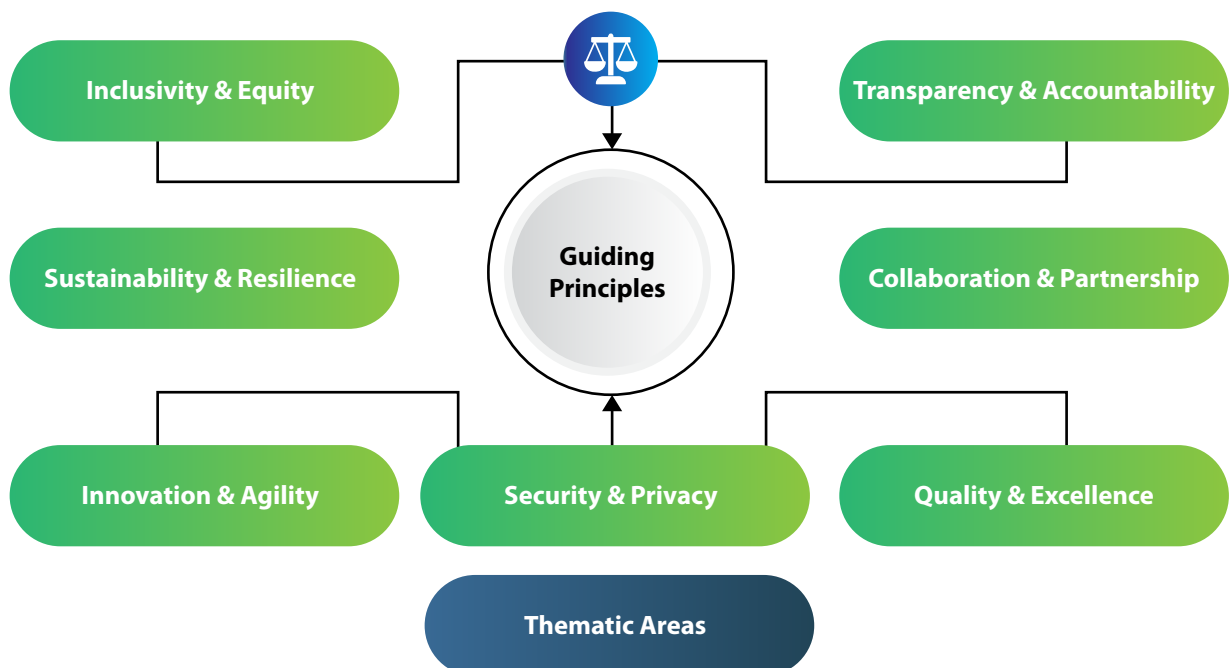 Inclusivity & Equity
Transparency & Accountability
Sustainability & Resilience
Guiding
Principles
Collaboration & Partnership
Innovation & Agility
Security & Privacy
Quality & Excellence
Thematic Areas